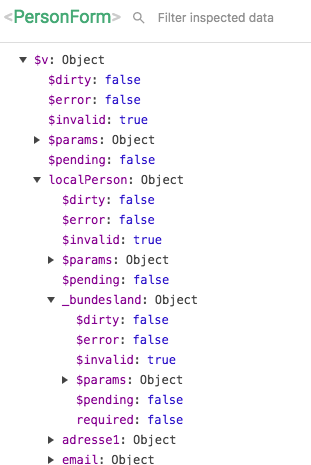 <PersonForm> Filter inspected data
$v: Object
$dirty: false
$error: false
$invalid: true
$params: Object
$pending: false
localPerson: Object
$dirty: false
$error: false
$invalid: true
$params: Object
$pending: false
_bundesland: Object
$dirty: false
$error: false
$invalid: true
$params: Object
$pending: false
required: false
adresse1: Object
email: Object